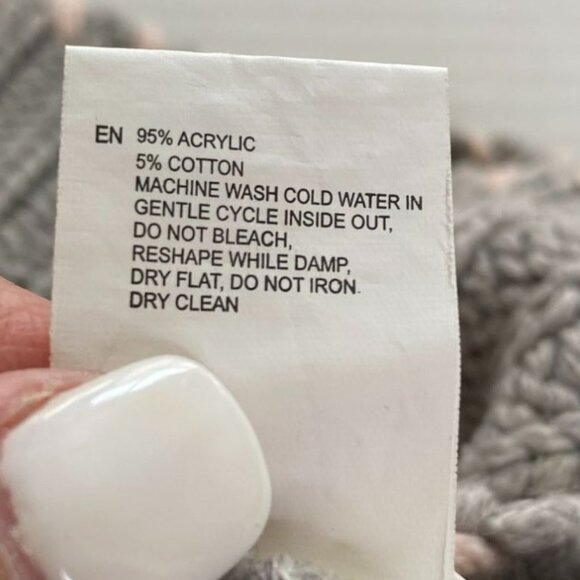 EN 95% ACRYLIC
5% COTTON
MACHINE WASH COLD WATER IN
GENTLE CYCLE INSIDE OUT,
DO NOT BLEACH,
RESHAPE WHILE DAMP,
DRY FLAT, DO NOT IRON.
DRY CLEAN